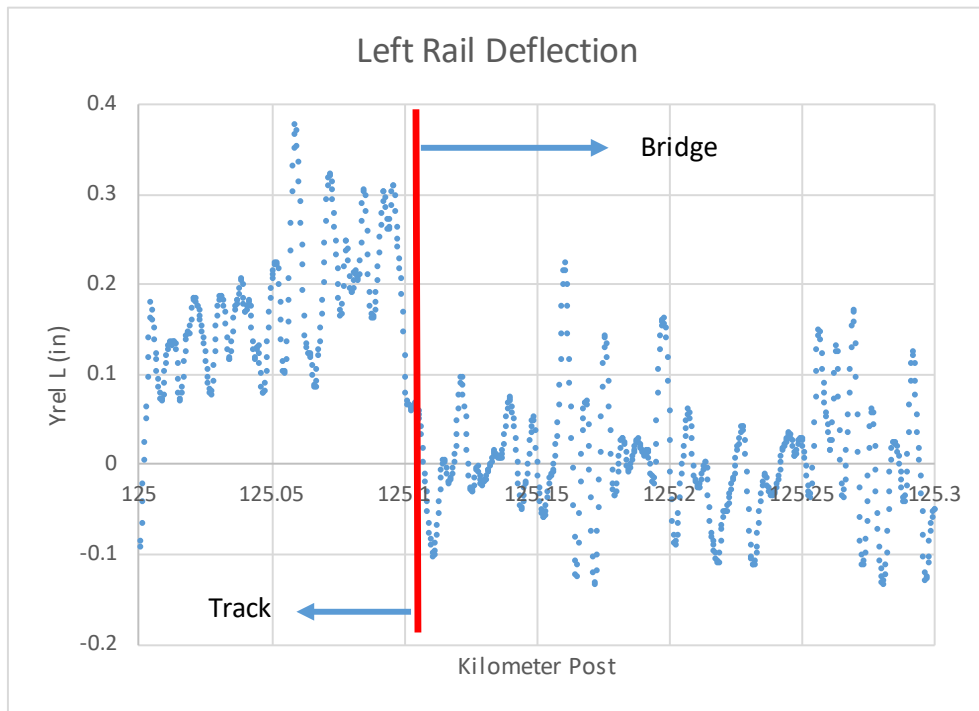 Left Rail Deflection
0.4
0.3
0.2
0.1
0
-0.1
-0.2
Yrel L (in)
Bridge
125
125.05
125.1
125.15
125.2
125.25
125.3
Track
Kilometer Post